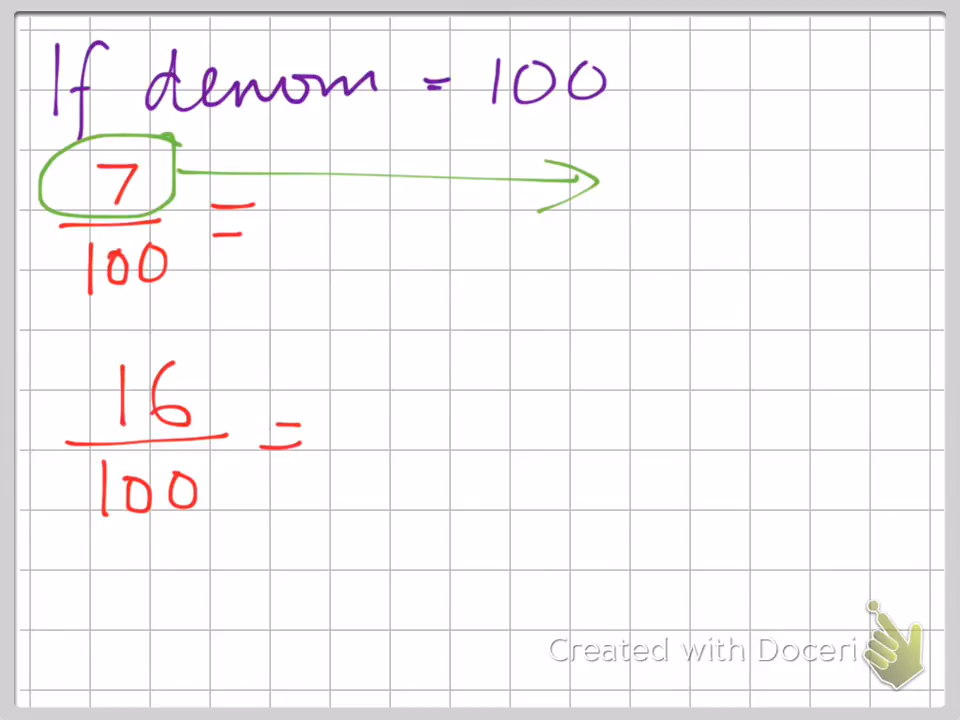 If denom = 100
7
100 =
16
100 =
Created with Doceri